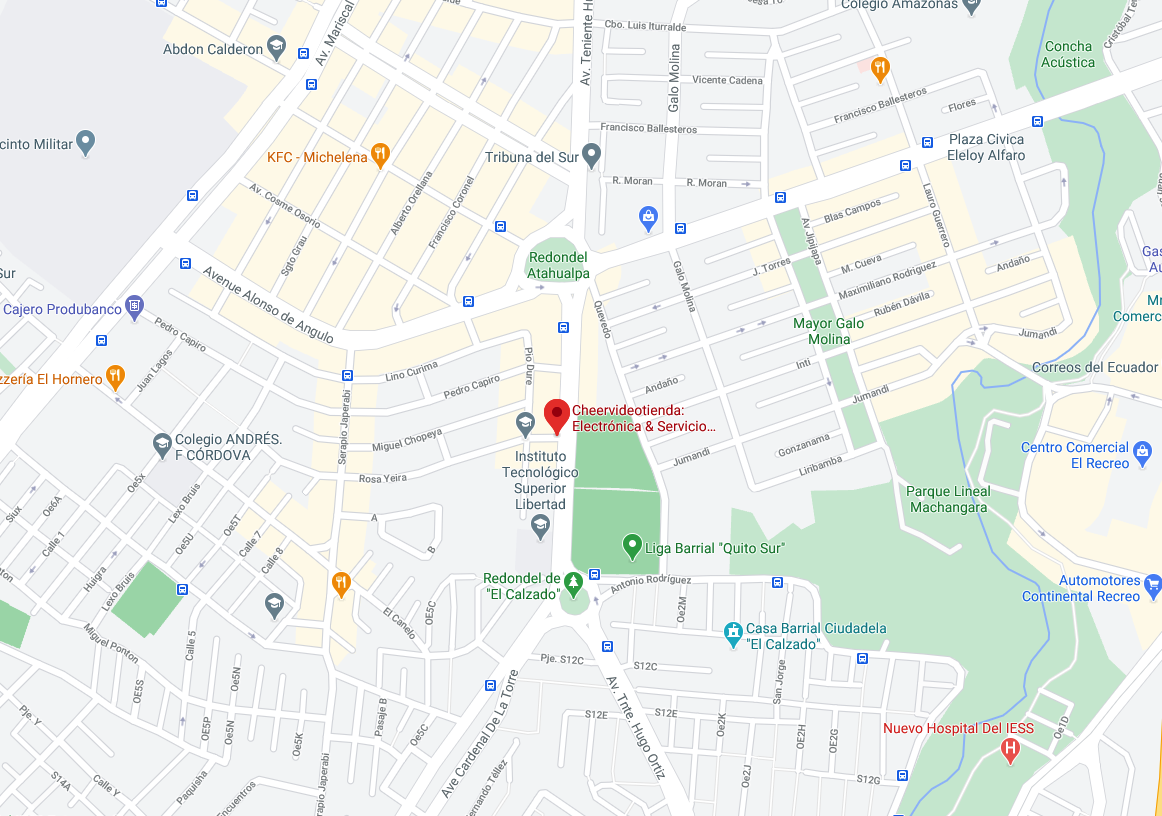 Colegio Amazonas
Abdon Calderon
Av. Mariscal
Av. Teniente H
Cbo. Luis Iturralde
Galo Molina
Vicente Cadena
Concha
Acústica
Francisco Ballesteros
Flores
Francisco Ballesteros
cinto Militar
KFC - Michelena
Tribuna del Sur
Plaza Civica
Eleloy Alfaro
R. Moran
R. Moran
Av. Cosme Osorio
Alberto Orellana
Francisco Coronel
Sgto Grau
Lauro Guerrero
Blas Campos
Av Jipijapa
Redondel
Atahualpa
Avenue Alonso de Angulo
Sur
Galo Molina
J. Torres
M. Cueva
Andaño
Maximiliano Rodriguez
Rubén Dávila
Gas
Au
Mr
Comerc
Cajero Produbanco
Pedro Capiro
Quevedo
Mayor Galo
Molina
Jumandi
Juan Lagos
Pio Dure
Lino Curima
Pedro Capiro
Andaño
Inti
Jumandi
Correos del Ecuador
zzería El Hornero
Serapio Japerabi
Cheervideotienda:
Electrónica & Servicio...
Miguel Chopeya
Colegio ANDRÉS.
F CÓRDOVA
Gonzanama
Jumandi
Liribamba
Centro Comercial
El Recreo
Instituto
Tecnológico
Superior
Libertad
Rosa Yeira
Oe5x
Lexo Bruis
Oe6A
Siux
Oe5T
Oe5U
Calle 1
Calle 7
Calle 8
A
B
Parque Lineal
Machangara
Liga Barrial "Quito Sur"
Huigra
Lexo Bruis
nton
Redondel de
"El Calzado"
Antonio Rodriguez
Automotores
Continental Recreo
El Canelo
OE5C
Oe2M
Casa Barrial Ciudadela
"El Calzado"
Miguel Ponton
Calle 5
Pje. S12C
S12C
San Jorge
OE5S
OE5N
Pje. Y
OE5P
OE5N
Oe5K
Pasaje B
Oe5C
Ave Cardenal De La Torre
Av. Tnte. Hugo Ortiz
S12E
S12E
Oe2K
OE2H
OE2G
Nuevo Hospital Del IESS
Oe1D
S14A
Calle Y
Paquisha
Encuentros
erapio Japerabi
ernando Téllez
Oe2J
S12G